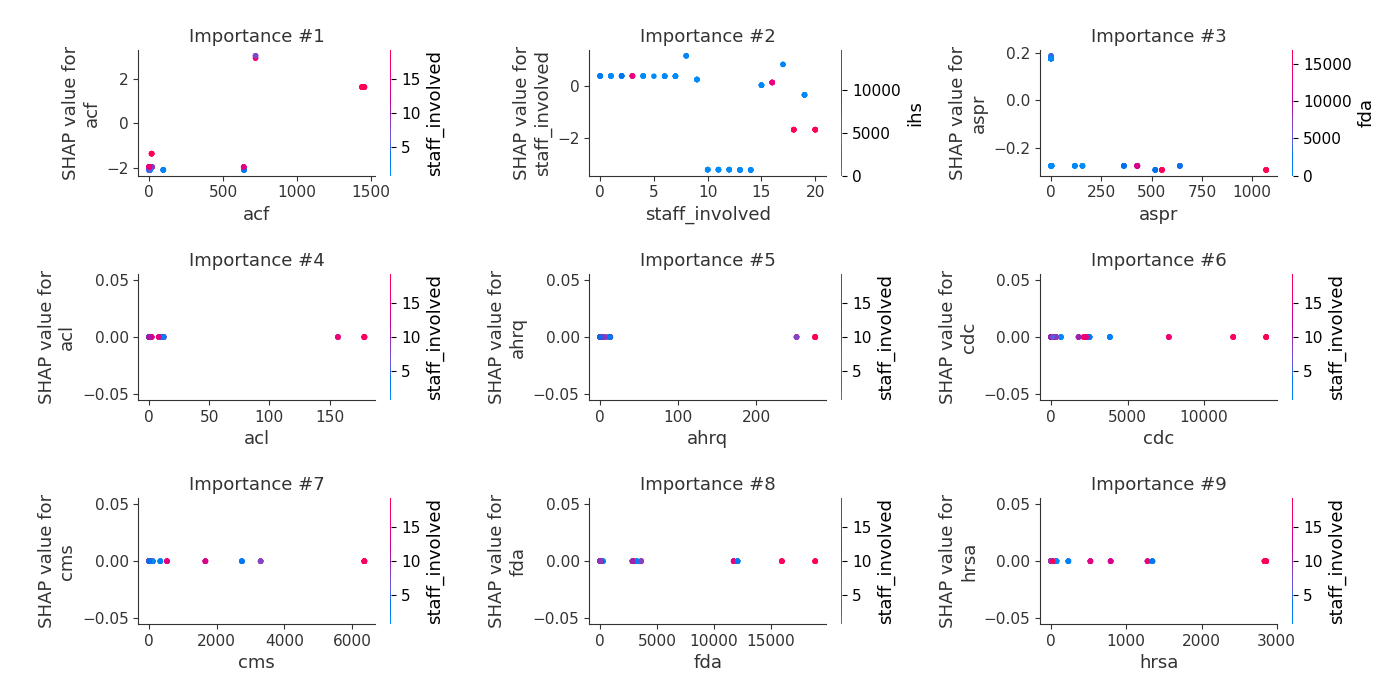 Importance #1
SHAP value for
acf
2
0
−2
0
500
1000
1500
acf
15
10
5
staff_involved
Importance #2
SHAP value for
staff_involved
0
−2
0
5
10
15
20
staff_involved
10000
5000
0
ihs
Importance #3
SHAP value for
aspr
0.2
0.0
−0.2
0
250
500
750
1000
aspr
15000
10000
5000
0
fda
Importance #4
SHAP value for
acl
0.05
0.00
−0.05
0
50
100
150
acl
15
10
5
staff_involved
Importance #5
SHAP value for
ahrq
0.05
0.00
−0.05
0
100
200
ahrq
15
10
5
staff_involved
Importance #6
SHAP value for
cdc
0.05
0.00
−0.05
0
5000
10000
cdc
15
10
5
staff_involved
Importance #7
SHAP value for
cms
0.05
0.00
−0.05
0
2000
4000
6000
cms
15
10
5
staff_involved
Importance #8
SHAP value for
fda
0.05
0.00
−0.05
0
5000
10000
15000
fda
15
10
5
staff_involved
Importance #9
SHAP value for
hrsa
0.05
0.00
−0.05
0
1000
2000
3000
hrsa
15
10
5
staff_involved